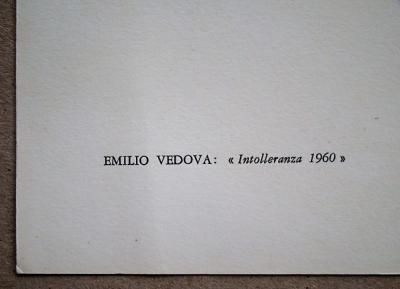 EMILIO VEDOVA: « Intolleranza 1960 »